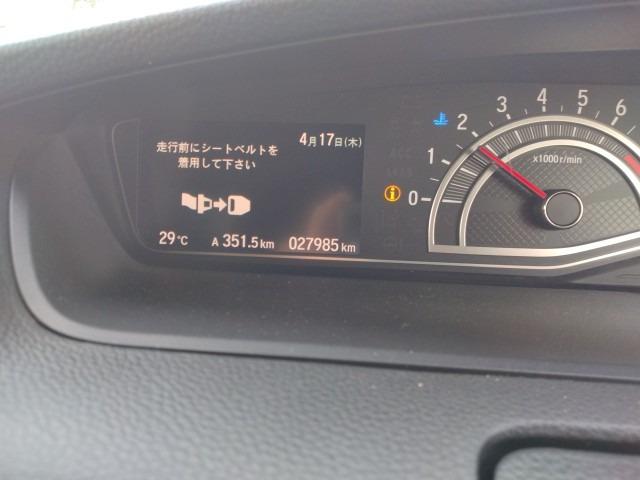 4月17日(木)
走行前にシートベルトを
着用して下さい
29℃ A 351.5 km 027985 km
0 1 2 3 4 5 6
x1000r/min